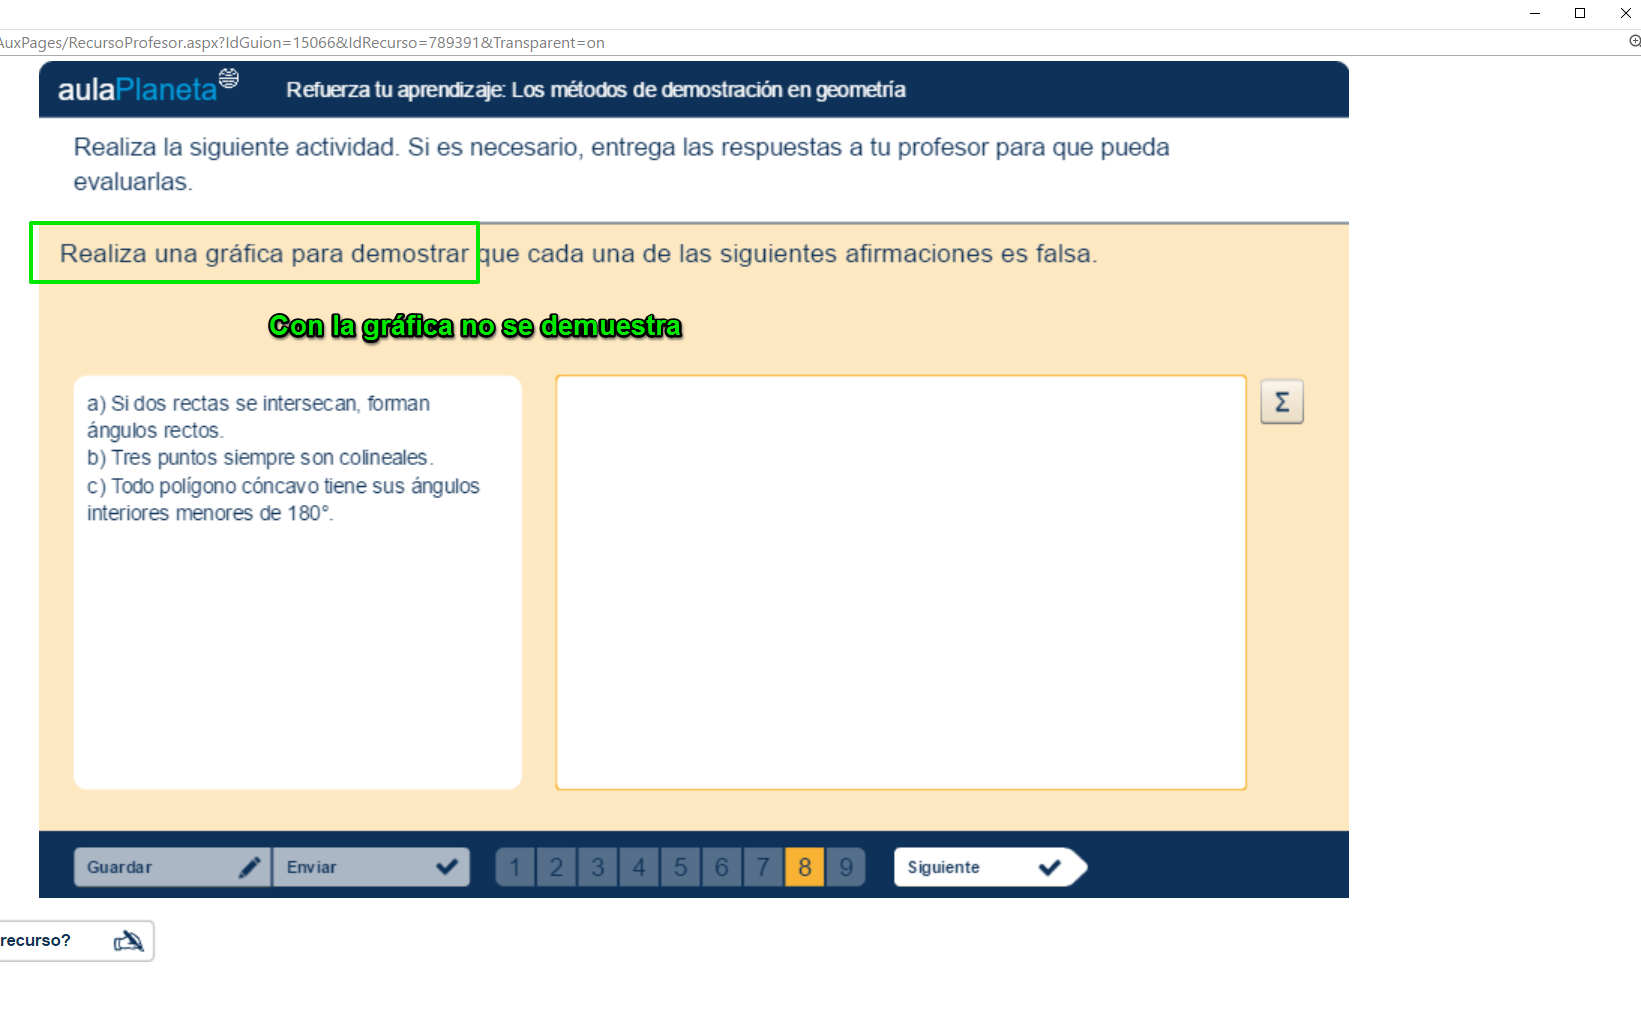 AuxPages/RecursoProfesor.aspx?IdGuion=15066&IdRecurso=789391&Transparent=on
aulaPlaneta Refuerza tu aprendizaje: Los métodos de demostración en geometría
Realiza la siguiente actividad. Si es necesario, entrega las respuestas a tu profesor para que pueda
evaluarlas.
Realiza una gráfica para demostrar que cada una de las siguientes afirmaciones es falsa.
Con la gráfica no se demuestra
a) Si dos rectas se intersecan, forman
ángulos rectos.
b) Tres puntos siempre son colineales.
c) Todo polígono cóncavo tiene sus ángulos
interiores menores de 180°.
Σ
Guardar Enviar 1 2 3 4 5 6 7 8 9 Siguiente
recurso?